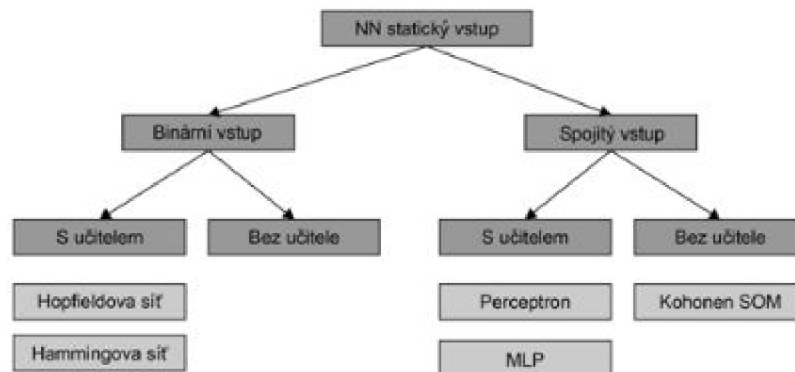 NN statický vstup
Binární vstup
Spojitý vstup
S učitelem
Bez učitele
S učitelem
Bez učitele
Hopfieldova síť
Perceptron
Kohonen SOM
Hammingova síť
MLP